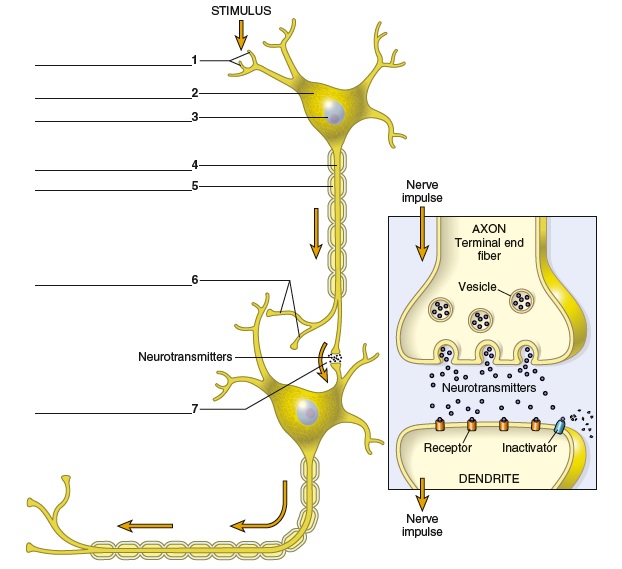 STIMULUS
1
2
3
4
5
6
Neurotransmitters
7
Nerve
impulse
AXON
Terminal end
fiber
Vesicle
Neurotransmitters
Receptor
Inactivator
DENDRITE
Nerve
impulse